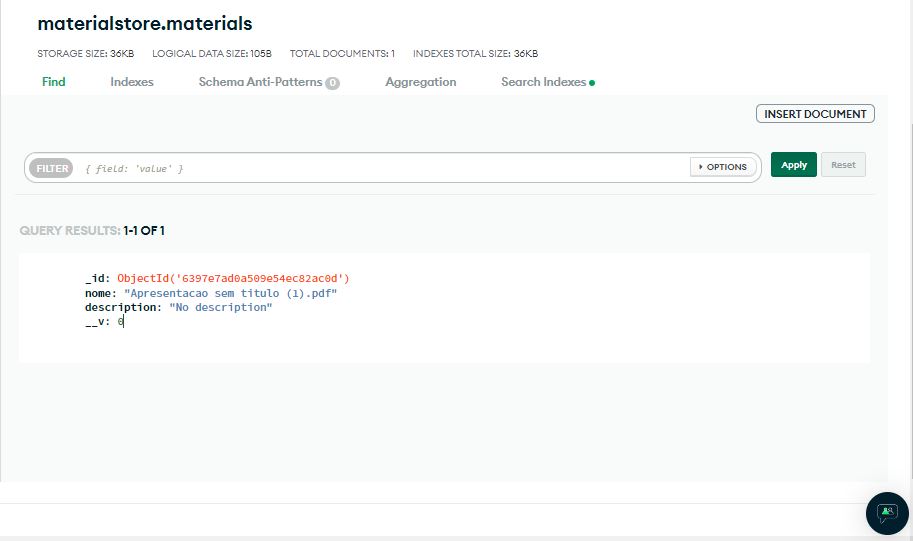 materialstore.materials
STORAGE SIZE: 36KB LOGICAL DATA SIZE: 105B TOTAL DOCUMENTS: 1 INDEXES TOTAL SIZE: 36KB
Find Indexes Schema Anti-Patterns 0 Aggregation Search Indexes
INSERT DOCUMENT
FILTER { field: 'value' } OPTIONS Apply Reset
QUERY RESULTS: 1-1 OF 1
_id: ObjectId('6397e7ad0a509e54ec82ac0d')
nome: "Apresentacao sem titulo (1).pdf"
description: "No description"
__v: 0